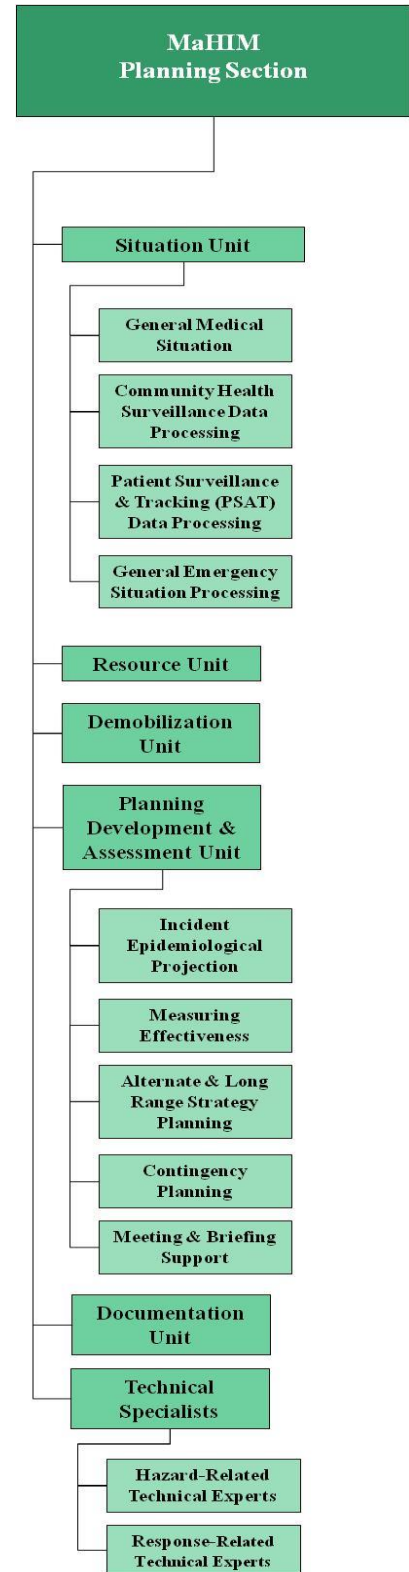 MaHIM
Planning Section
Situation Unit
General Medical
Situation
Community Health
Surveillance Data
Processing
Patient Surveillance
& Tracking (PSAT)
Data Processing
General Emergency
Situation Processing
Resource Unit
Demobilization
Unit
Planning
Development &
Assessment Unit
Incident
Epidemiological
Projection
Measuring
Effectiveness
Alternate & Long
Range Strategy
Planning
Contingency
Planning
Meeting & Briefing
Support
Documentation
Unit
Technical
Specialists
Hazard-Related
Technical Experts
Response-Related
Technical Experts